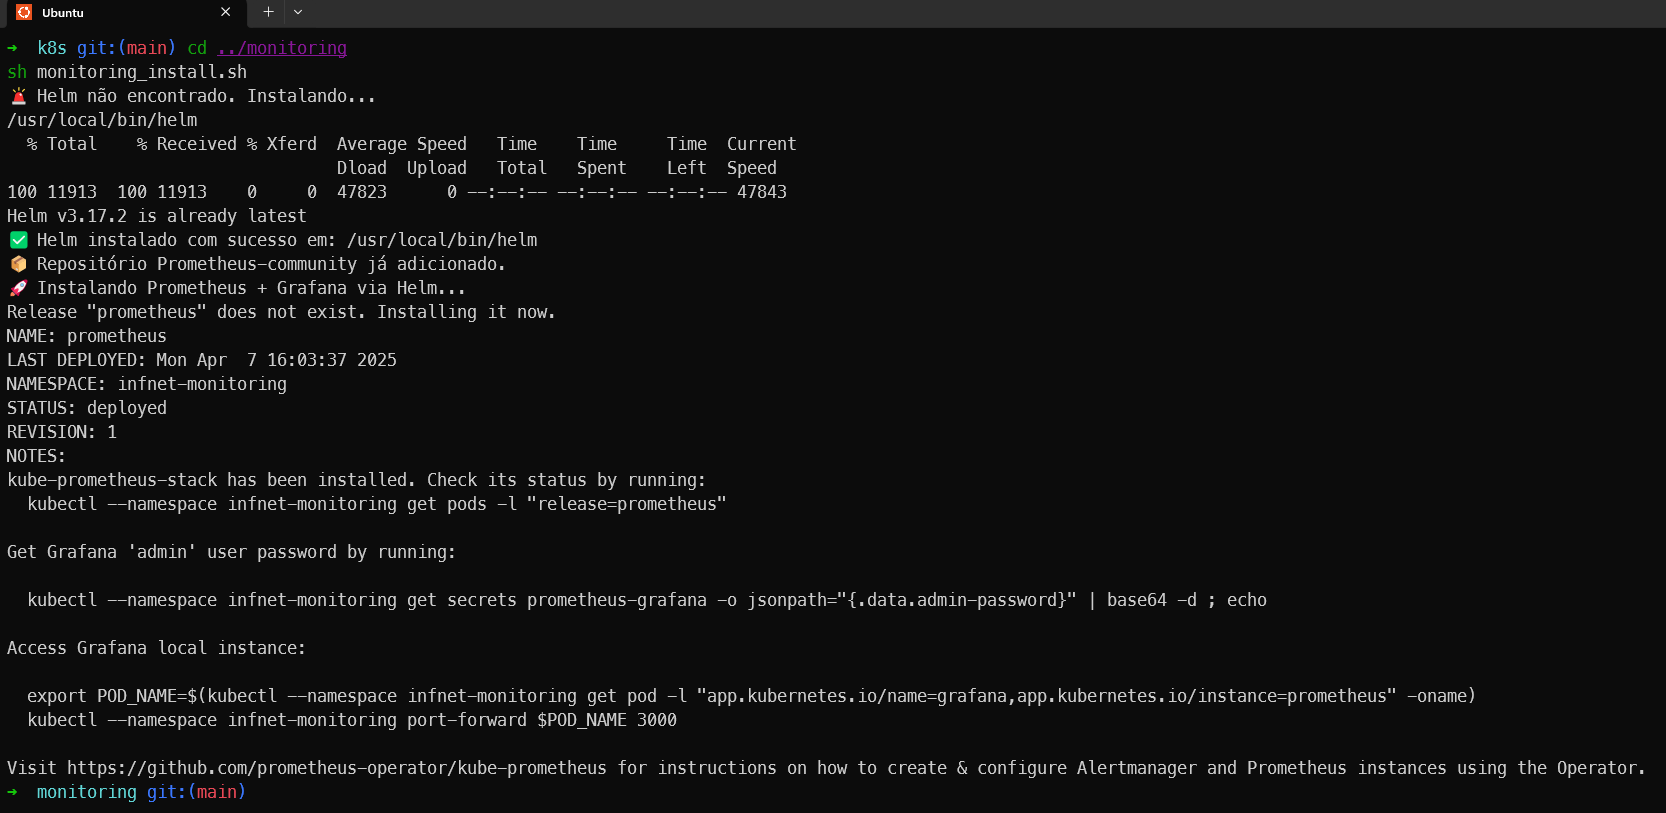 Ubuntu
➜  k8s git:(main) cd ../monitoring
sh monitoring_install.sh
🚨 Helm não encontrado. Instalando...
/usr/local/bin/helm
  % Total    % Received % Xferd  Average Speed   Time    Time     Time  Current
                                 Dload  Upload   Total   Spent    Left  Speed
100 11913  100 11913    0     0  47823      0 --:--:-- --:--:-- --:--:-- 47843
Helm v3.17.2 is already latest
✅ Helm instalado com sucesso em: /usr/local/bin/helm
📦 Repositório Prometheus-community já adicionado.
🚀 Instalando Prometheus + Grafana via Helm...
Release "prometheus" does not exist. Installing it now.
NAME: prometheus
LAST DEPLOYED: Mon Apr  7 16:03:37 2025
NAMESPACE: infnet-monitoring
STATUS: deployed
REVISION: 1
NOTES:
kube-prometheus-stack has been installed. Check its status by running:
  kubectl --namespace infnet-monitoring get pods -l "release=prometheus"
Get Grafana 'admin' user password by running:
  kubectl --namespace infnet-monitoring get secrets prometheus-grafana -o jsonpath="{.data.admin-password}" | base64 -d ; echo
Access Grafana local instance:
  export POD_NAME=$(kubectl --namespace infnet-monitoring get pod -l "app.kubernetes.io/name=grafana,app.kubernetes.io/instance=prometheus" -oname)
  kubectl --namespace infnet-monitoring port-forward $POD_NAME 3000
Visit https://github.com/prometheus-operator/kube-prometheus for instructions on how to create & configure Alertmanager and Prometheus instances using the Operator.
➜  monitoring git:(main)